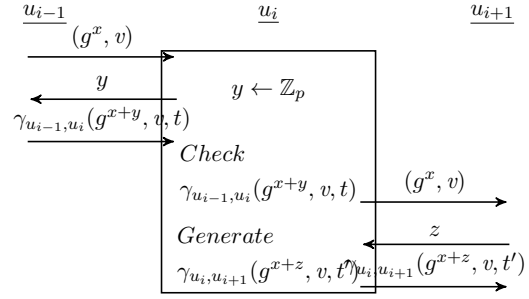 u_{i−1} u_i u_{i+1}
(g^x, v)
y
y ← ℤ_p
γ_{u_{i−1},u_i}(g^{x+y}, v, t)
Check
γ_{u_{i−1},u_i}(g^{x+y}, v, t)
(g^x, v)
Generate
z
γ_{u_i,u_{i+1}}(g^{x+z}, v, t′)
γ_{u_i,u_{i+1}}(g^{x+z}, v, t′)